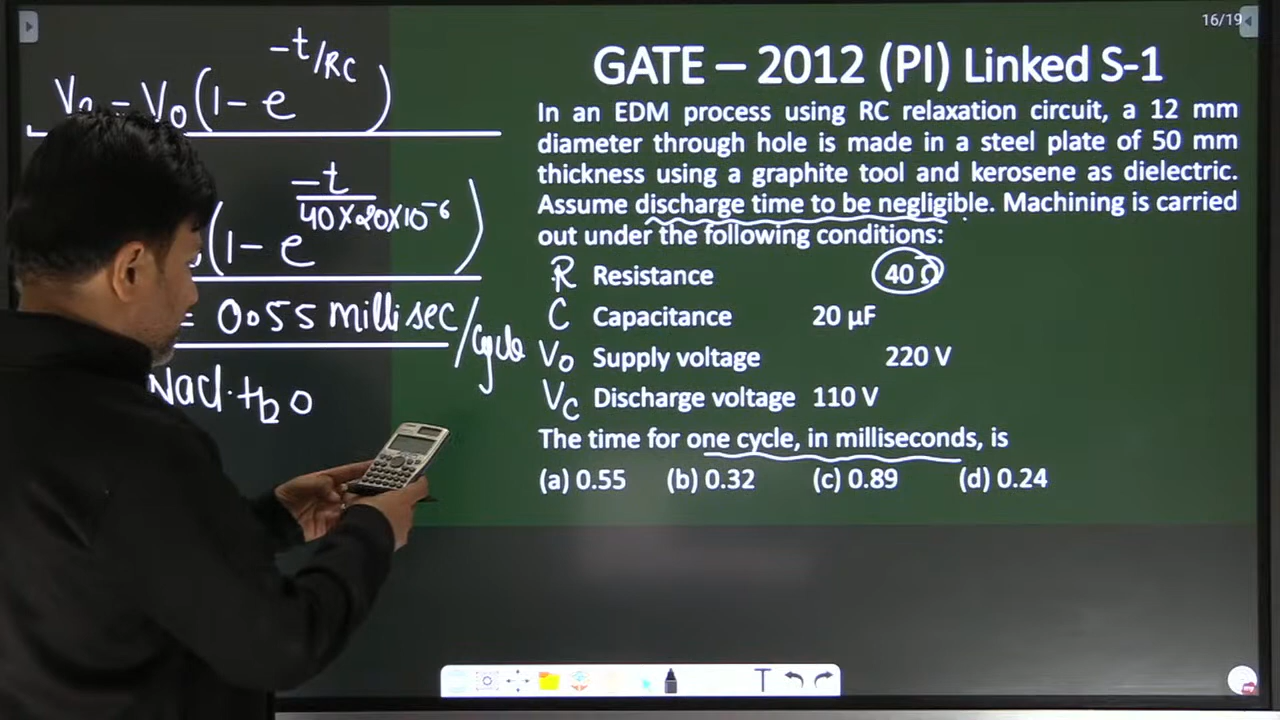 16/19
GATE – 2012 (PI) Linked S-1
In an EDM process using RC relaxation circuit, a 12 mm
diameter through hole is made in a steel plate of 50 mm
thickness using a graphite tool and kerosene as dielectric.
Assume discharge time to be negligible. Machining is carried
out under the following conditions:
R Resistance 40 Ω
C Capacitance 20 µF
V₀ Supply voltage 220 V
V_C Discharge voltage 110 V
The time for one cycle, in milliseconds, is
(a) 0.55 (b) 0.32 (c) 0.89 (d) 0.24
= V₀(1 - e^(-t/RC))
(1 - e^(-t/(40×20×10⁻⁶)))
= 0.55 millisec/cycle
T